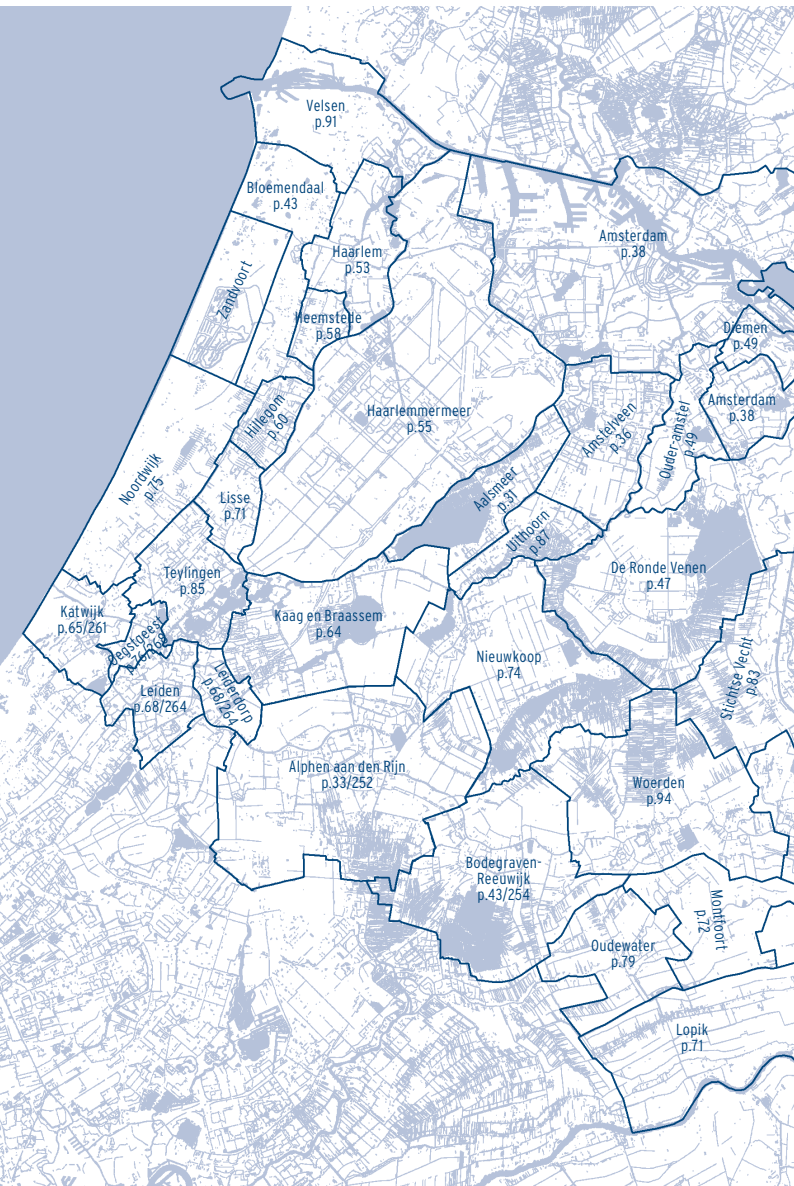 Velsen
p.91
Bloemendaal
p.43
Haarlem
p.53
Amsterdam
p.38
Zandvoort
Heemstede
p.58
Diemen
p.49
Amsterdam
p.38
Haarlemmermeer
p.55
Hillegom
p.60
Amstelveen
p.36
Ouder-amstel
p.49
Noordwijk
p.75
Lisse
p.71
Aalsmeer
p.31
Uithoorn
p.87
Teylingen
p.85
De Ronde Venen
p.47
Katwijk
p.65/261
Kaag en Braassem
p.64
Oegstgeest
p.76/268
Nieuwkoop
p.74
Stichtse Vecht
p.83
Leiden
p.68/264
Leiderdorp
p.68/264
Alphen aan den Rijn
p.33/252
Woerden
p.94
Bodegraven-
Reeuwijk
p.43/254
Montfoort
p.72
Oudewater
p.79
Lopik
p.71